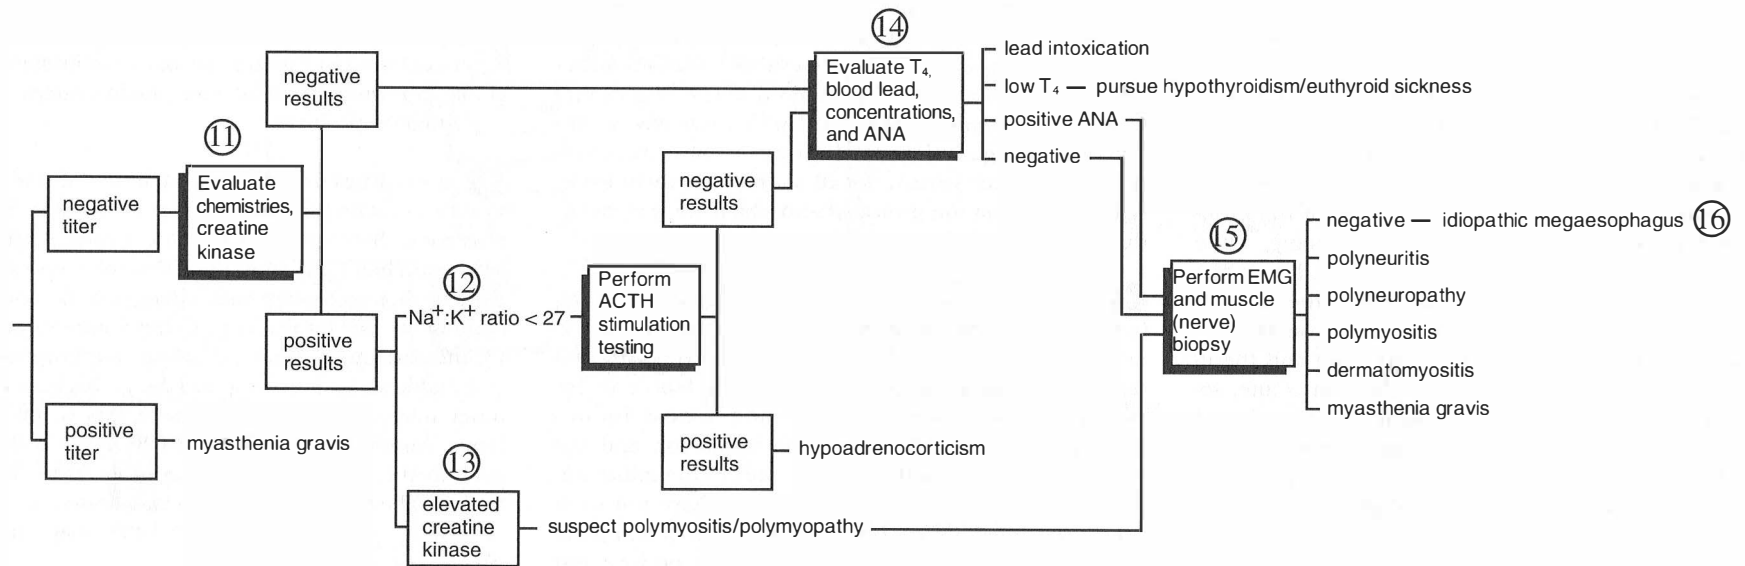 14
negative
results
Evaluate T₄,
blood lead,
concentrations,
and ANA
lead intoxication
low T₄ — pursue hypothyroidism/euthyroid sickness
positive ANA
negative
11
Evaluate
chemistries,
creatine
kinase
negative
titer
negative
results
12
Na⁺:K⁺ ratio < 27
Perform
ACTH
stimulation
testing
positive
results
15
Perform EMG
and muscle
(nerve)
biopsy
negative — idiopathic megaesophagus 16
polyneuritis
polyneuropathy
polymyositis
dermatomyositis
myasthenia gravis
positive
titer
myasthenia gravis
positive
results
hypoadrenocorticism
13
elevated
creatine
kinase
suspect polymyositis/polymyopathy